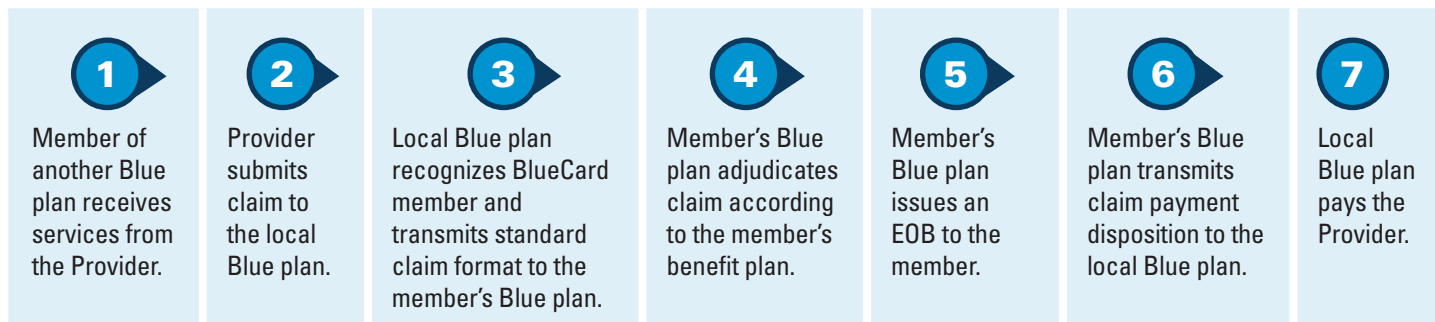 1
Member of
another Blue
plan receives
services from
the Provider.
2
Provider
submits
claim to
the local
Blue plan.
3
Local Blue plan
recognizes BlueCard
member and
transmits standard
claim format to the
member’s Blue plan.
4
Member’s Blue
plan adjudicates
claim according
to the member’s
benefit plan.
5
Member’s
Blue plan
issues an
EOB to the
member.
6
Member’s Blue
plan transmits
claim payment
disposition to the
local Blue plan.
7
Local
Blue plan
pays the
Provider.